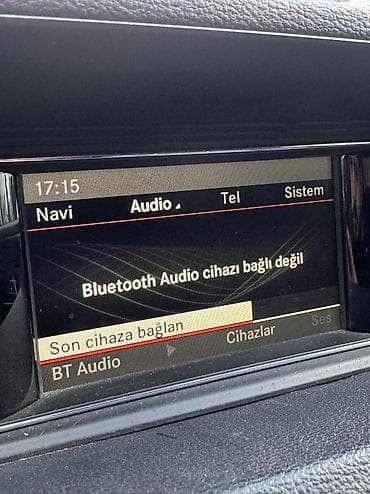 17:15
Navi Audio Tel Sistem
Bluetooth Audio cihazı bağlı değil
Son cihaza bağlan
BT Audio Cihazlar Ses